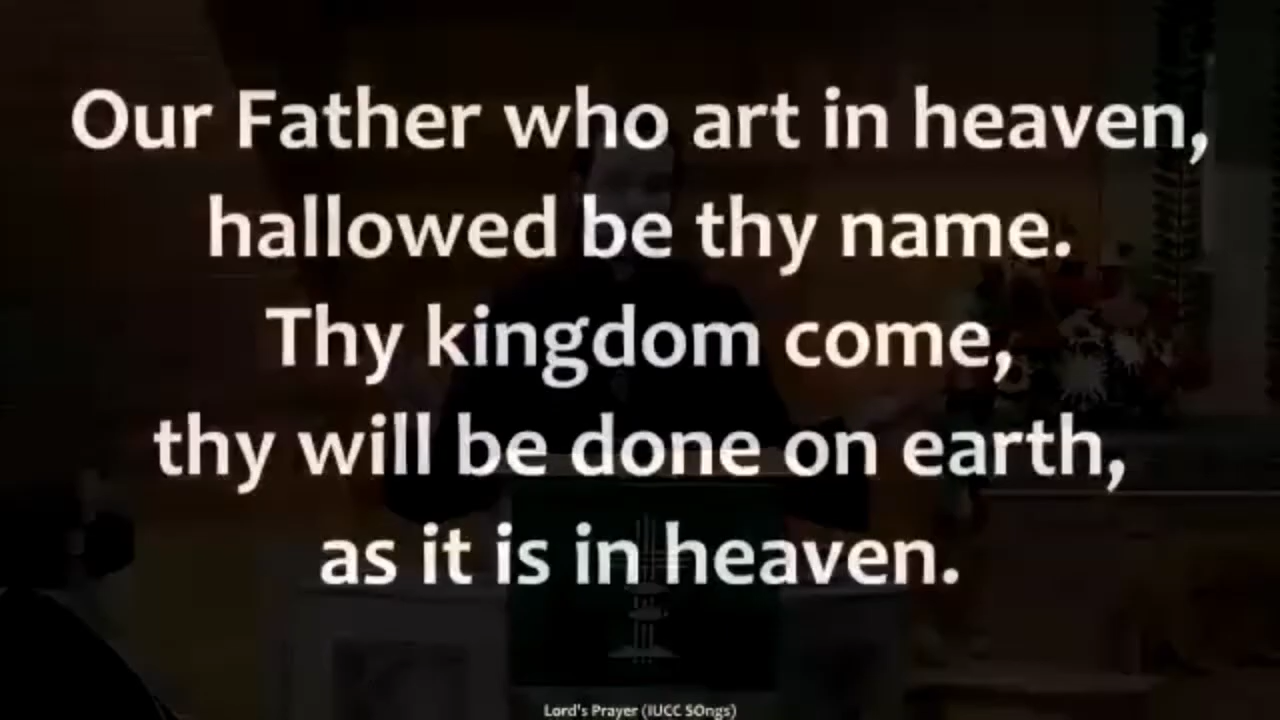 Our Father who art in heaven,
hallowed be thy name.
Thy kingdom come,
thy will be done on earth,
as it is in heaven.
Lord's Prayer (IUCC SOngs)